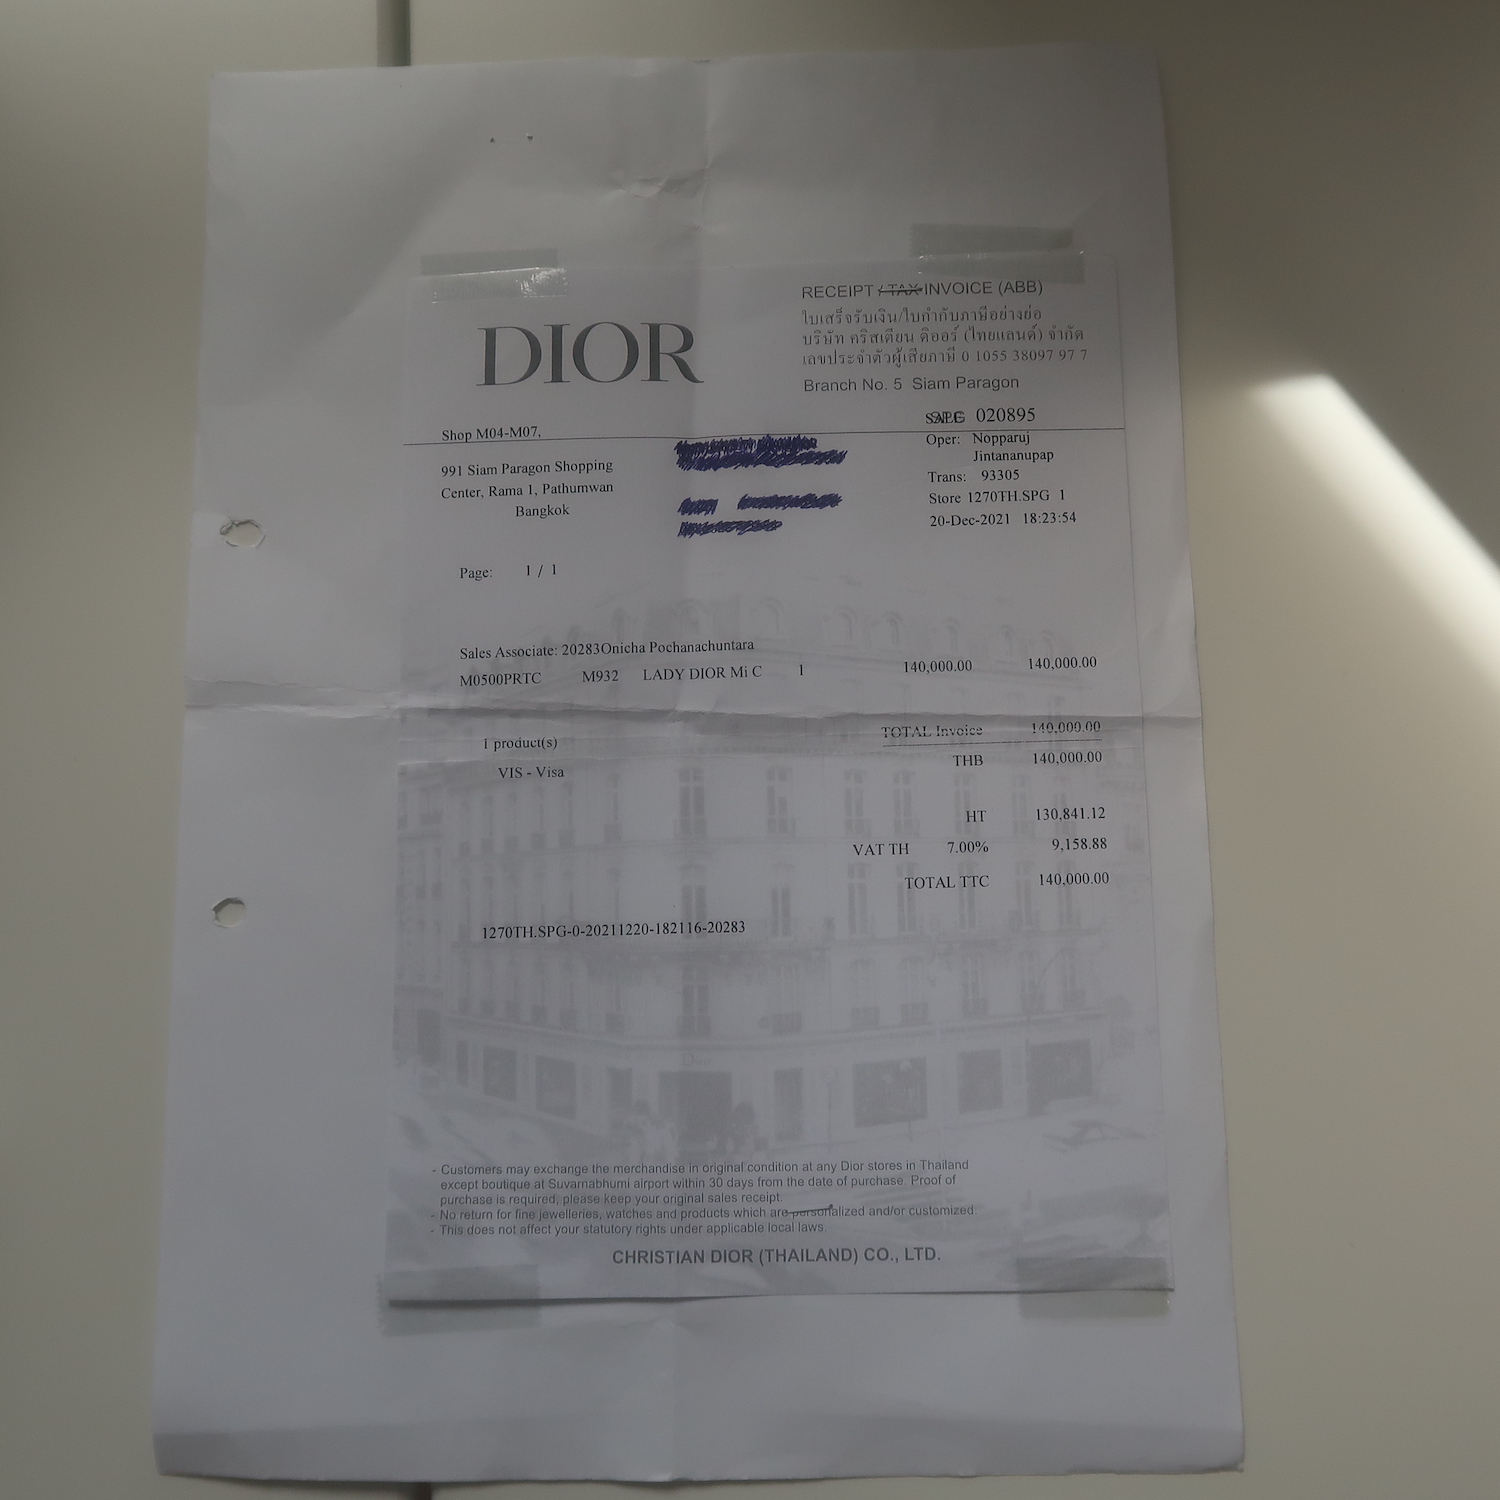 RECEIPT / TAX INVOICE (ABB)
ใบเสร็จรับเงิน/ใบกำกับภาษีอย่างย่อ
บริษัท คริสเตียน ดิออร์ (ไทยแลนด์) จำกัด
เลขประจำตัวผู้เสียภาษี 0 1055 38097 97 7
Branch No. 5 Siam Paragon
DIOR
020895
Shop M04-M07,
991 Siam Paragon Shopping
Center, Rama 1, Pathumwan
Bangkok
Oper: Nopparuj
Jintananupap
Trans: 93305
Store 1270TH.SPG 1
20-Dec-2021 18:23:54
Page: 1 / 1
Sales Associate: 20283Onicha Pochanachuntara
M0500PRTC M932 LADY DIOR Mi C 1 140,000.00 140,000.00
TOTAL Invoice 140,000.00
1 product(s)
THB 140,000.00
VIS - Visa
HT 130,841.12
VAT TH 7.00% 9,158.88
TOTAL TTC 140,000.00
1270TH.SPG-0-20211220-182116-20283
- Customers may exchange the merchandise in original condition at any Dior stores in Thailand
except boutique at Suvarnabhumi airport within 30 days from the date of purchase. Proof of
purchase is required, please keep your original sales receipt.
- No return for fine jewelleries, watches and products which are personalized and/or customized.
- This does not affect your statutory rights under applicable local laws.
CHRISTIAN DIOR (THAILAND) CO., LTD.